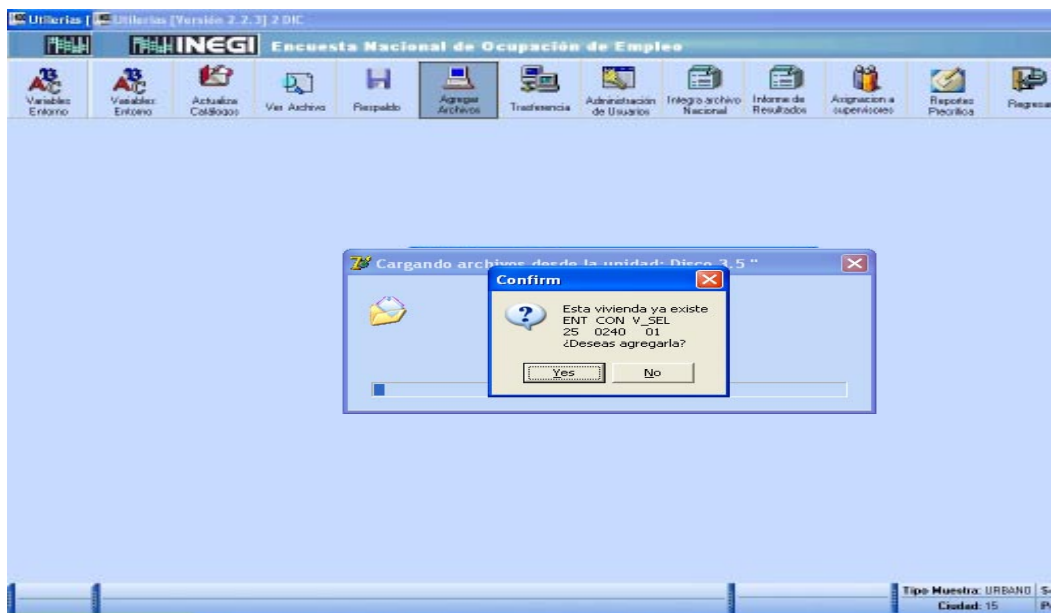 Utilerias [ Utilerias [Versión 2.2.3] 2 DIC
INEGI Encuesta Nacional de Ocupación de Empleo
Variables Entorno
Variables Entorno
Actualiza Catálogos
Ver Archivo
Respaldo
Agregar Archivos
Trasferencia
Administración de Usuarios
Integra archivo Nacional
Informe de Resultados
Asignacion a supervisores
Reportes Precritica
Regresar
Cargando archivos desde la unidad: Disco 3.5 "
Confirm
Esta vivienda ya existe
ENT CON V_SEL
25 0240 01
¿Deseas agregarla?
Yes No
Tipo Muestra: URBANO
Ciudad: 15